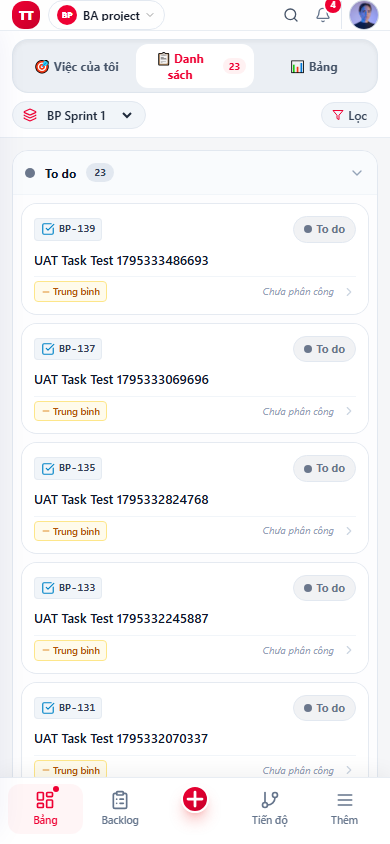 TT
BP BA project
4
🎯 Việc của tôi
📋 Danh sách 23
📊 Bảng
BP Sprint 1
Lọc
To do 23
BP-139 To do
UAT Task Test 1795333486693
– Trung bình Chưa phân công
BP-137 To do
UAT Task Test 1795333069696
– Trung bình Chưa phân công
BP-135 To do
UAT Task Test 1795332824768
– Trung bình Chưa phân công
BP-133 To do
UAT Task Test 1795332245887
– Trung bình Chưa phân công
BP-131 To do
UAT Task Test 1795332070337
– Trung bình Chưa phân công
Bảng Backlog Tiến độ Thêm